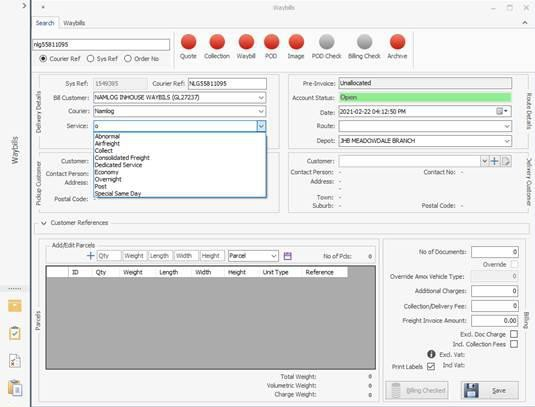 Waybills
Search Waybills
nlg55811095
Courier Ref Sys Ref Order No
Quote Collection Waybill POD Image POD Check Billing Check Archive
Waybills
Delivery Details
Sys Ref: 1549395 Courier Ref: NLG55811095
Bill Customer: NAMLOG INHOUSE WAYBILS (GL27237)
Courier: Namlog
Service: o
Abnormal
Airfreight
Collect
Consolidated Freight
Dedicated Service
Economy
Overnight
Post
Special Same Day
Route Details
Pre-Invoice: Unallocated
Account Status: Open
Date: 2021-02-22 04:12:50 PM
Route:
Depot: JHB MEADOWDALE BRANCH
Pickup Customer
Customer:
Contact Person:
Address:
Postal Code: -
Delivery Customer
Customer:
Contact Person: - Contact No: -
Address: -
-
Town: -
Suburb: - Postal Code: -
Customer References
Parcels
Add/Edit Parcels
Qty Weight Length Width Height Parcel No of Pcls: 0
ID Qty Weight Length Width Height Unit Type Reference
Total Weight: 0
Volumetric Weight: 0
Charge Weight: 0
Billing
No of Documents: 0
Override
Override Amou Vehicle Type: 0
Additional Charges: 0
Collection/Delivery Fee: 0
Freight Invoice Amount: 0.00
Excl. Doc Charge
Incl. Collection Fees
Excl. Vat:
Print Labels Incl Vat:
Billing Checked Save